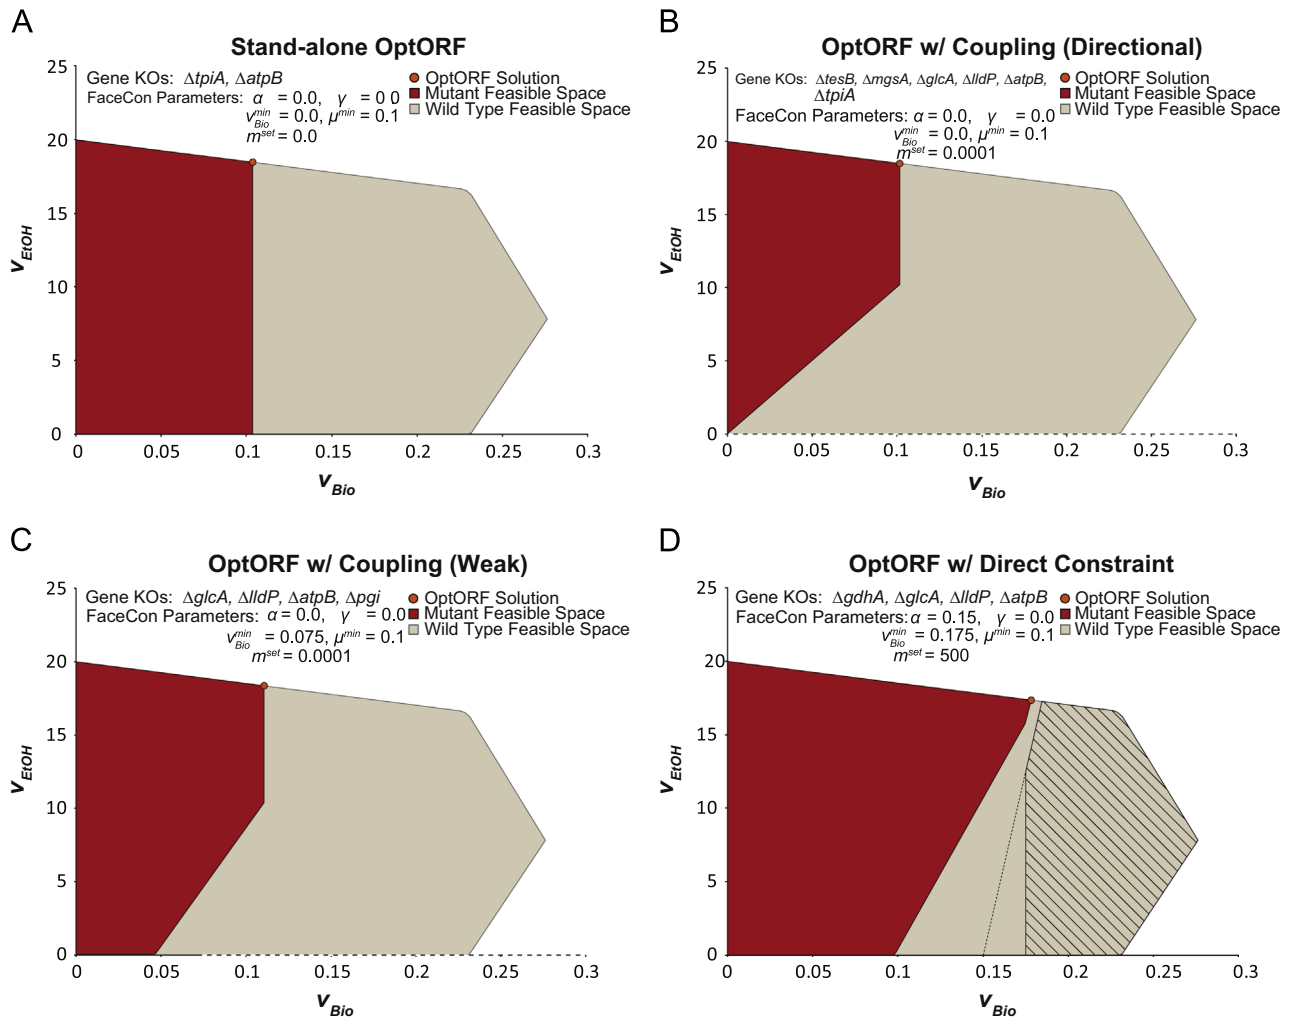 A
Stand-alone OptORF
Gene KOs: ΔtpiA, ΔatpB
FaceCon Parameters: α = 0.0, γ = 0 0
v_Bio^min = 0.0, μ^min = 0.1
m^set = 0.0
OptORF Solution
Mutant Feasible Space
Wild Type Feasible Space
25
20
15
10
5
0
v_EtOH
0 0.05 0.1 0.15 0.2 0.25 0.3
v_Bio
B
OptORF w/ Coupling (Directional)
Gene KOs: ΔtesB, ΔmgsA, ΔglcA, ΔlldP, ΔatpB,
ΔtpiA
FaceCon Parameters: α = 0.0, γ = 0.0
v_Bio^min = 0.0, μ^min = 0.1
m^set = 0.0001
OptORF Solution
Mutant Feasible Space
Wild Type Feasible Space
25
20
15
10
5
0
v_EtOH
0 0.05 0.1 0.15 0.2 0.25 0.3
v_Bio
C
OptORF w/ Coupling (Weak)
Gene KOs: ΔglcA, ΔlldP, ΔatpB, Δpgi
FaceCon Parameters: α = 0.0, γ = 0.0
v_Bio^min = 0.075, μ^min = 0.1
m^set = 0.0001
OptORF Solution
Mutant Feasible Space
Wild Type Feasible Space
25
20
15
10
5
0
v_EtOH
0 0.05 0.1 0.15 0.2 0.25 0.3
v_Bio
D
OptORF w/ Direct Constraint
Gene KOs: ΔgdhA, ΔglcA, ΔlldP, ΔatpB
FaceCon Parameters: α = 0.15, γ = 0.0
v_Bio^min = 0.175, μ^min = 0.1
m^set = 500
OptORF Solution
Mutant Feasible Space
Wild Type Feasible Space
25
20
15
10
5
0
v_EtOH
0 0.05 0.1 0.15 0.2 0.25 0.3
v_Bio